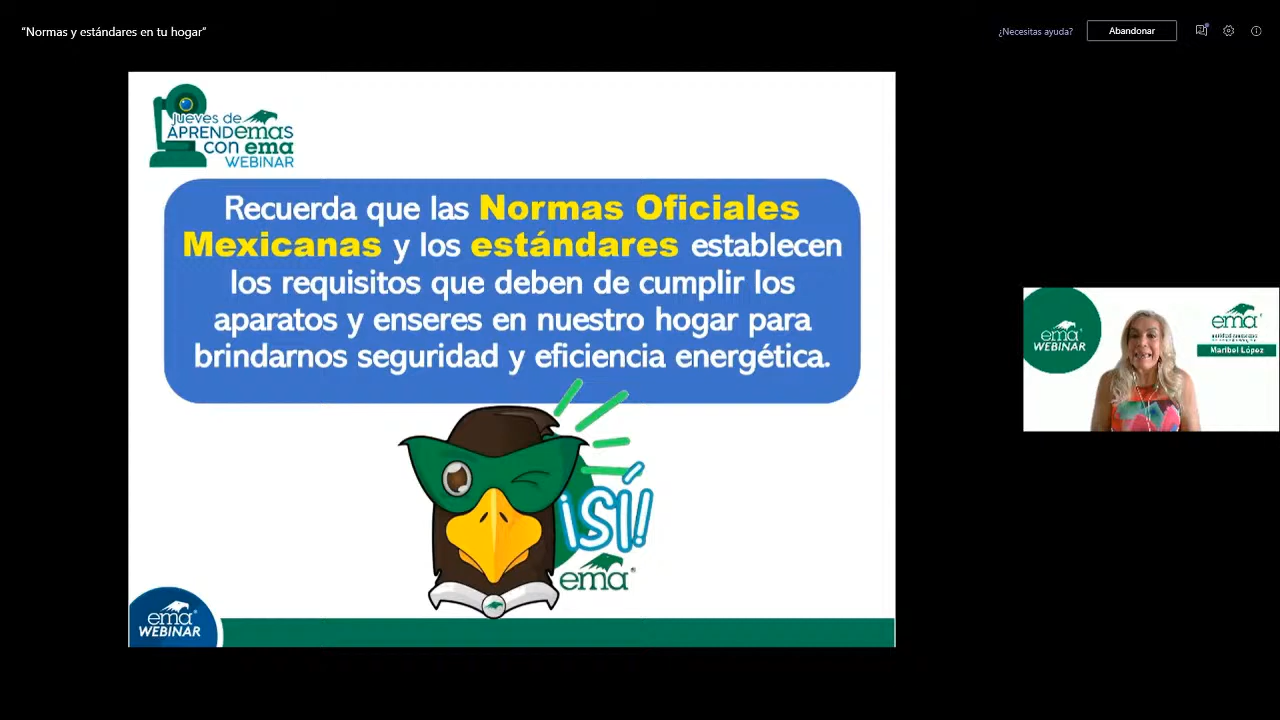 “Normas y estándares en tu hogar”
¿Necesitas ayuda?
Abandonar
jueves de
APRENDEMAS
CON ema
WEBINAR
Recuerda que las Normas Oficiales
Mexicanas y los estándares establecen
los requisitos que deben de cumplir los
aparatos y enseres en nuestro hogar para
brindarnos seguridad y eficiencia energética.
¡SÍ!
ema®
ema®
WEBINAR
ema
WEBINAR
ema®
Maribel López